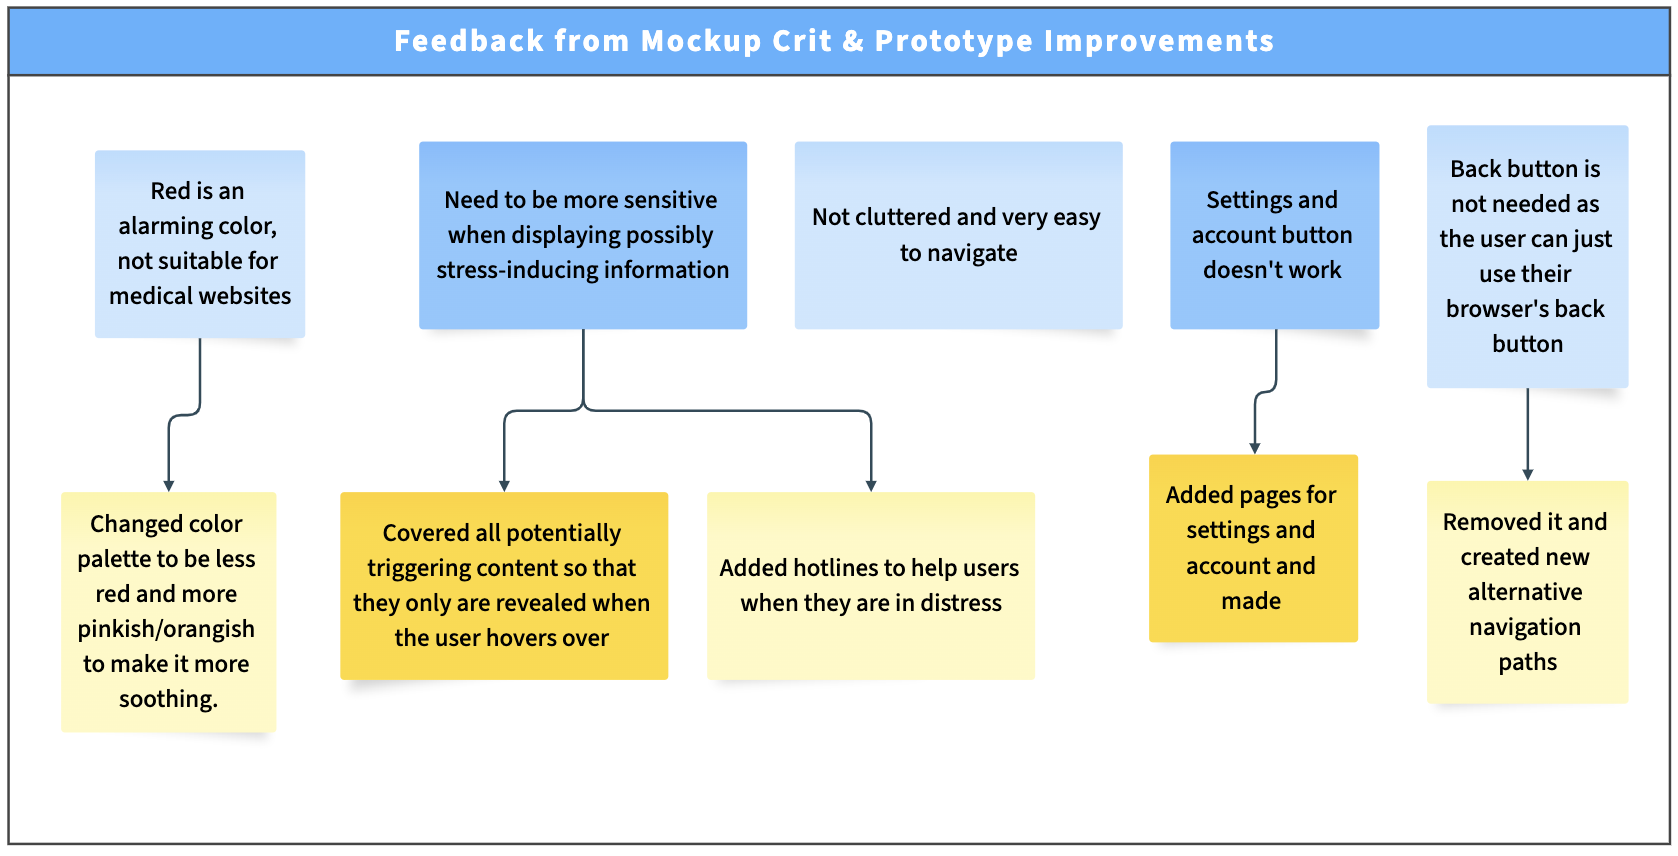 Feedback from Mockup Crit & Prototype Improvements
Red is an
alarming color,
not suitable for
medical websites
Need to be more sensitive
when displaying possibly
stress-inducing information
Not cluttered and very easy
to navigate
Settings and
account button
doesn't work
Back button is
not needed as
the user can just
use their
browser's back
button
Changed color
palette to be less
red and more
pinkish/orangish
to make it more
soothing.
Covered all potentially
triggering content so that
they only are revealed when
the user hovers over
Added hotlines to help users
when they are in distress
Added pages for
settings and
account and
made
Removed it and
created new
alternative
navigation
paths